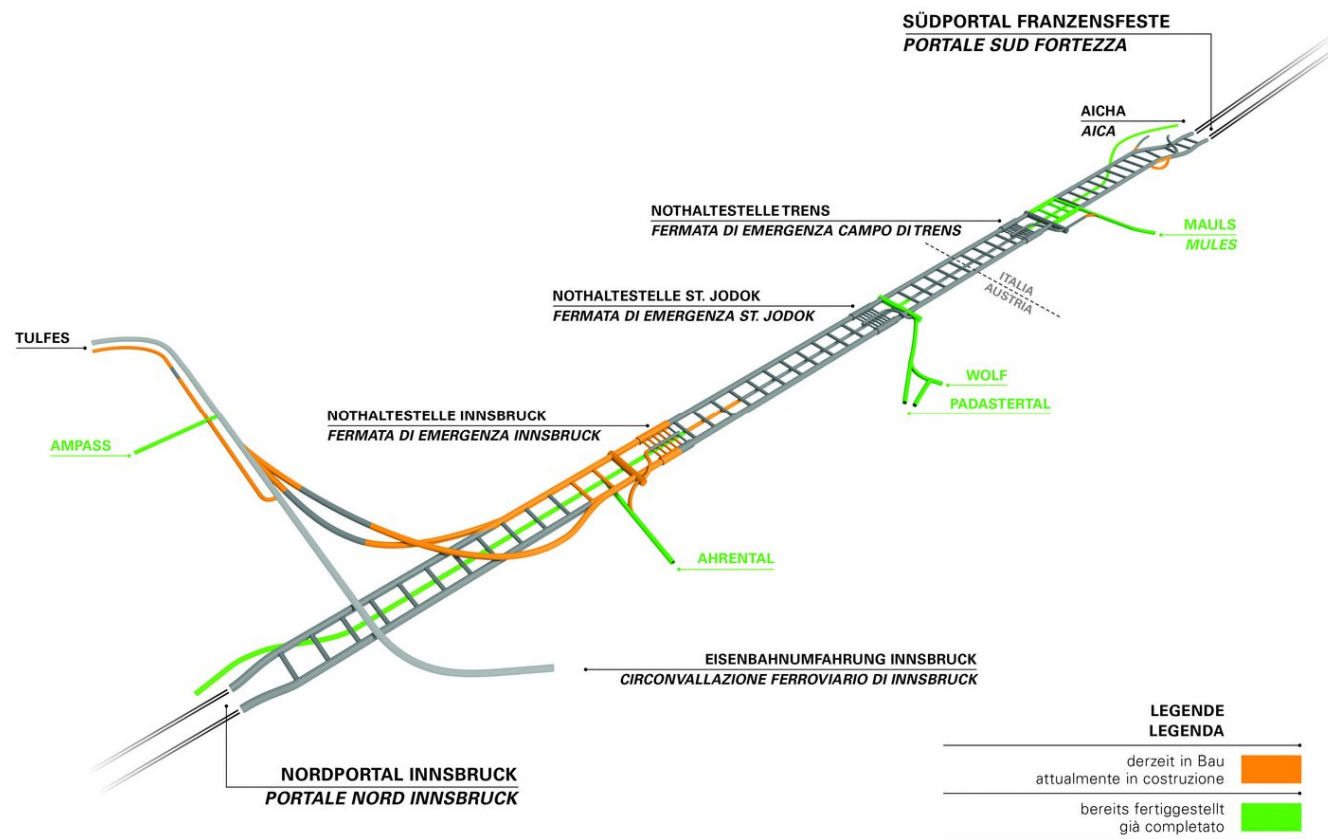 SÜDPORTAL FRANZENSFESTE
PORTALE SUD FORTEZZA
AICHA
AICA
NOTHALTESTELLE TRENS
FERMATA DI EMERGENZA CAMPO DI TRENS
MAULS
MULES
ITALIA
AUSTRIA
NOTHALTESTELLE ST. JODOK
FERMATA DI EMERGENZA ST. JODOK
TULFES
WOLF
PADASTERTAL
NOTHALTESTELLE INNSBRUCK
FERMATA DI EMERGENZA INNSBRUCK
AMPASS
AHRENTAL
EISENBAHNUMFAHRUNG INNSBRUCK
CIRCONVALLAZIONE FERROVIARIO DI INNSBRUCK
NORDPORTAL INNSBRUCK
PORTALE NORD INNSBRUCK
LEGENDE
LEGENDA
derzeit in Bau
attualmente in costruzione
bereits fertiggestellt
già completato